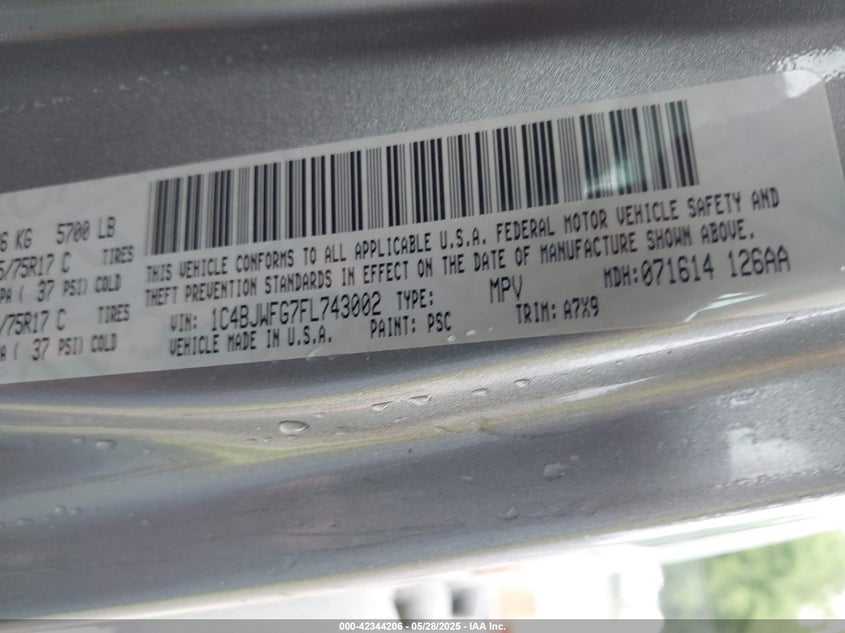 6 KG 5700 LB
5/75R17 C TIRES
PA ( 37 PSI) COLD
/75R17 C TIRES
A ( 37 PSI) COLD
THIS VEHICLE CONFORMS TO ALL APPLICABLE U.S.A. FEDERAL MOTOR VEHICLE SAFETY AND
THEFT PREVENTION STANDARDS IN EFFECT ON THE DATE OF MANUFACTURE SHOWN ABOVE.
VIN: 1C4BJWFG7FL743002 TYPE: MPV MDH:071614 126AA
VEHICLE MADE IN U.S.A. PAINT: PSC TRIM: A7X9
000-42344206 - 05/28/2025 - IAA Inc.